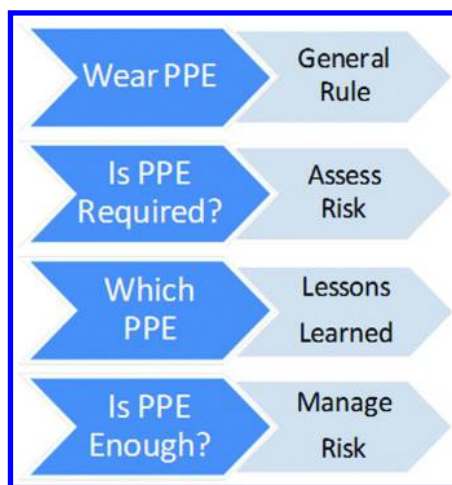 Wear PPE
General
Rule
Is PPE
Required?
Assess
Risk
Which
PPE
Lessons
Learned
Is PPE
Enough?
Manage
Risk